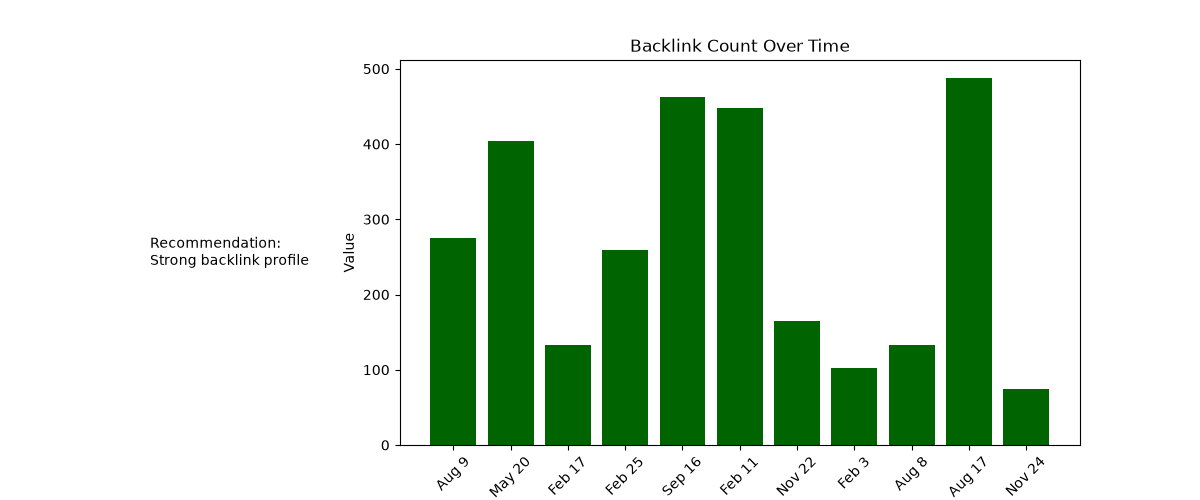 Backlink Count Over Time
Recommendation:
Strong backlink profile
Value
500
400
300
200
100
0
Aug 9
May 20
Feb 17
Feb 25
Sep 16
Feb 11
Nov 22
Feb 3
Aug 8
Aug 17
Nov 24